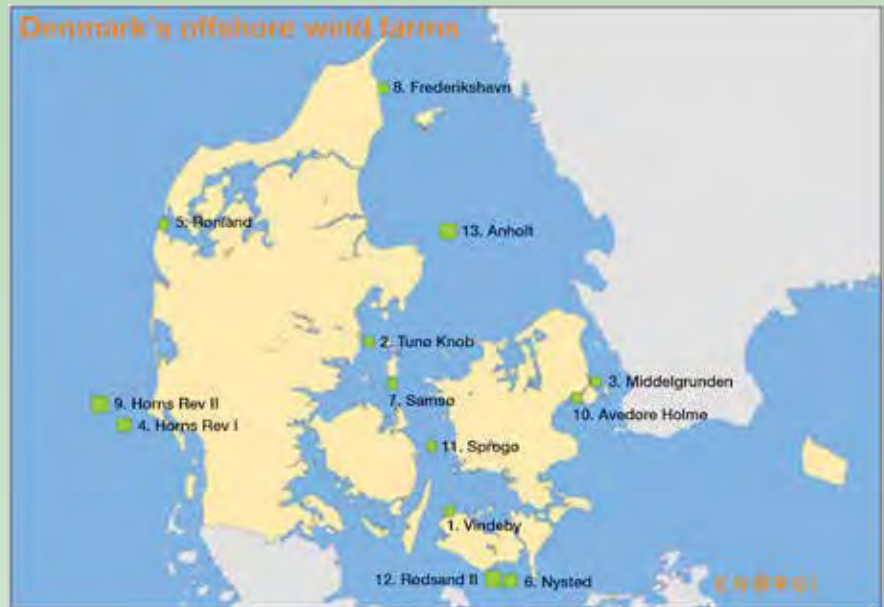 Denmark's offshore wind farms
8. Frederikshavn
5. Rønland
13. Anholt
2. Tunø Knob
3. Middelgrunden
7. Samsø
9. Horns Rev II
10. Avedøre Holme
4. Horns Rev I
11. Sprogø
1. Vindeby
12. Rødsand II
6. Nysted